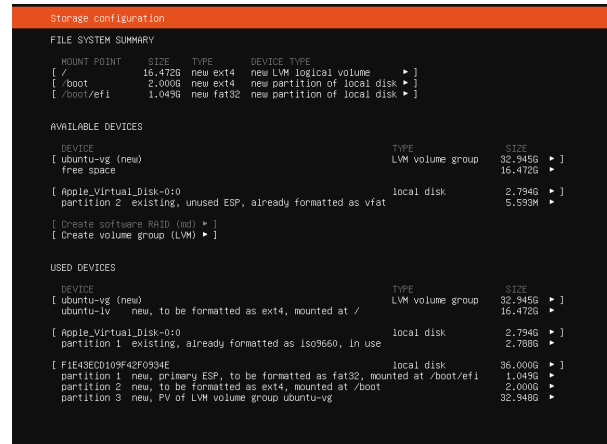 Storage configuration
FILE SYSTEM SUMMARY
MOUNT POINT SIZE TYPE DEVICE TYPE
[ / 16.472G new ext4 new LVM logical volume ▸ ]
[ /boot 2.000G new ext4 new partition of local disk ▸ ]
[ /boot/efi 1.049G new fat32 new partition of local disk ▸ ]
AVAILABLE DEVICES
DEVICE TYPE SIZE
[ ubuntu-vg (new) LVM volume group 32.945G ▸ ]
free space 16.472G ▸
[ Apple_Virtual_Disk-0:0 local disk 2.794G ▸ ]
partition 2 existing, unused ESP, already formatted as vfat 5.593M ▸
[ Create software RAID (md) ▸ ]
[ Create volume group (LVM) ▸ ]
USED DEVICES
DEVICE TYPE SIZE
[ ubuntu-vg (new) LVM volume group 32.945G ▸ ]
ubuntu-lv new, to be formatted as ext4, mounted at / 16.472G ▸
[ Apple_Virtual_Disk-0:0 local disk 2.794G ▸ ]
partition 1 existing, already formatted as iso9660, in use 2.788G ▸
[ F1E43ECD109F42F0934E local disk 36.000G ▸ ]
partition 1 new, primary ESP, to be formatted as fat32, mounted at /boot/efi 1.049G ▸
partition 2 new, to be formatted as ext4, mounted at /boot 2.000G ▸
partition 3 new, PV of LVM volume group ubuntu-vg 32.948G ▸